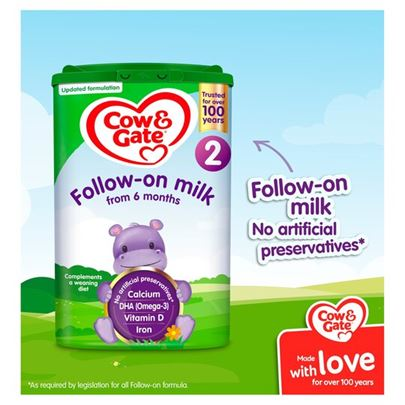 Updated formulation
Cow&
Gate
Trusted
for over
100
years
2
Follow-on milk
from 6 months
Complements
a weaning
diet
No artificial preservatives*
Calcium
DHA (Omega-3)
Vitamin D
Iron
Follow-on
milk
No artificial
preservatives*
Cow&
Gate
Made
with love
for over 100 years
*As required by legislation for all Follow-on formula.